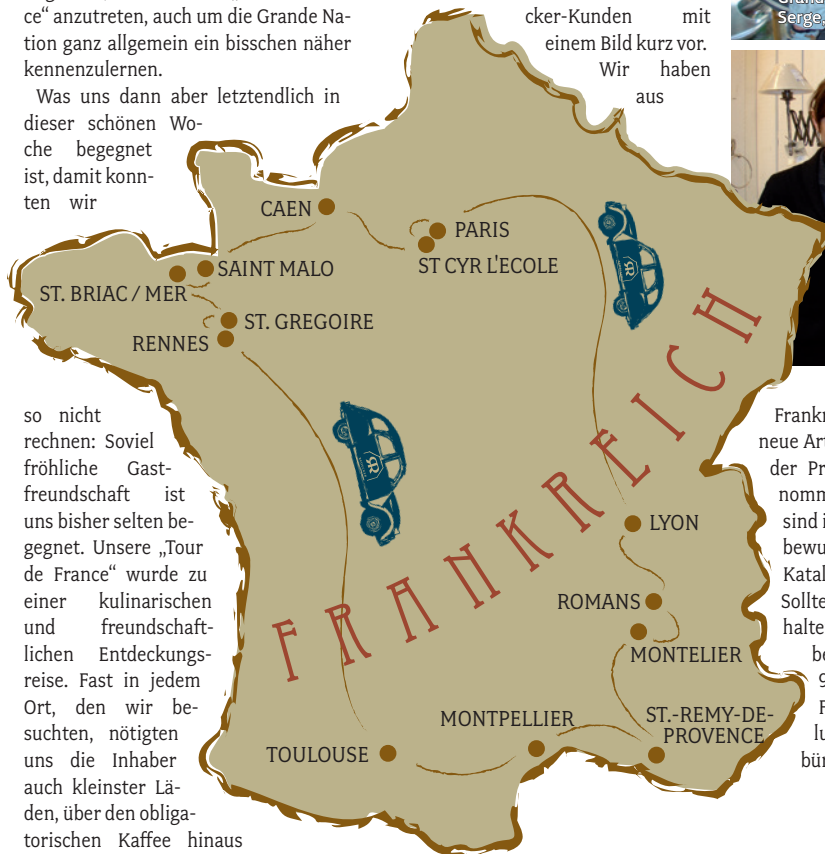 ce“ anzutreten, auch um die Grande Na-
tion ganz allgemein ein bisschen näher
kennenzulernen.
Was uns dann aber letztendlich in
dieser schönen Wo-
che begegnet
ist, damit konn-
ten wir
so nicht
rechnen: Soviel
fröhliche Gast-
freundschaft ist
uns bisher selten be-
gegnet. Unsere „Tour
de France“ wurde zu
einer kulinarischen
und freundschaft-
lichen Entdeckungs-
reise. Fast in jedem
Ort, den wir be-
suchten, nötigten
uns die Inhaber
auch kleinster Lä-
den, über den obliga-
torischen Kaffee hinaus
cker-Kunden mit
einem Bild kurz vor.
Wir haben
aus
Serge,
CAEN
PARIS
ST CYR L'ECOLE
SAINT MALO
ST. BRIAC / MER
ST. GREGOIRE
RENNES
FRANKREICH
LYON
ROMANS
MONTELIER
ST.-REMY-DE-
PROVENCE
MONTPELLIER
TOULOUSE
neue Art
der Pr
nomm
sind i
bewu
Katal
Sollte
halte
be